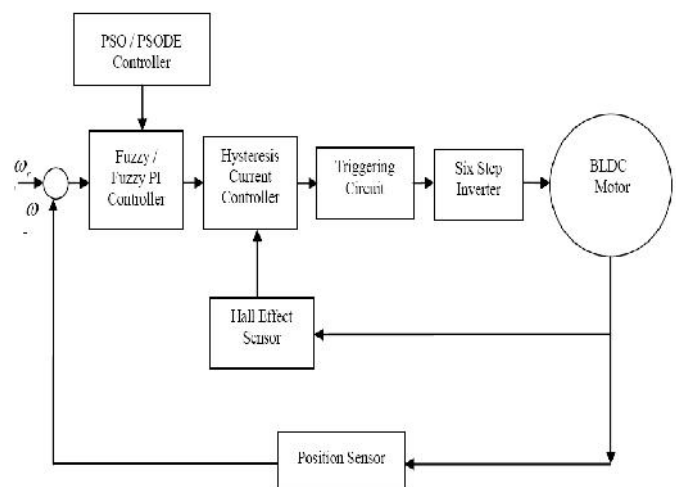 PSO / PSODE
Controller
Fuzzy /
Fuzzy PI
Controller
Hysteresis
Current
Controller
Triggering
Circuit
Six Step
Inverter
BLDC
Motor
ω
ω
-
Hall Effect
Sensor
Position Sensor